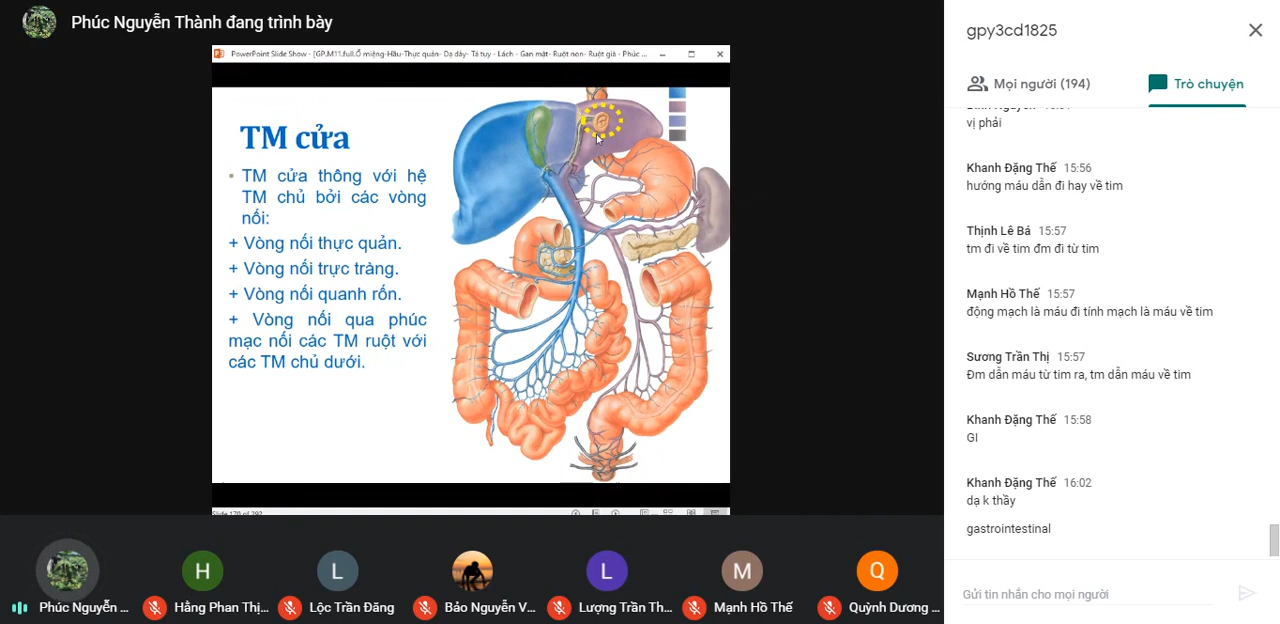 Phúc Nguyễn Thành đang trình bày
PowerPoint Slide Show - [GP.M11.full.Ổ miệng-Hầu-Thực quản- Dạ dày- Tá tụy - Lách - Gan mật- Ruột non- Ruột già - Phúc ...
TM cửa
• TM cửa thông với hệ
TM chủ bởi các vòng
nối:
+ Vòng nối thực quản.
+ Vòng nối trực tràng.
+ Vòng nối quanh rốn.
+ Vòng nối qua phúc
mạc nối các TM ruột với
các TM chủ dưới.
Phúc Nguyễn ...
H
Hằng Phan Thị...
L
Lộc Trần Đăng
Bảo Nguyễn V...
L
Lượng Trần Th...
M
Mạnh Hồ Thế
Q
Quỳnh Dương ...
gpy3cd1825
Mọi người (194)
Trò chuyện
vị phải
Khanh Đặng Thế 15:56
hướng máu dẫn đi hay về tim
Thịnh Lê Bá 15:57
tm đi về tim đm đi từ tim
Mạnh Hồ Thế 15:57
động mạch là máu đi tính mạch là máu về tim
Sương Trần Thị 15:57
Đm dẫn máu từ tim ra, tm dẫn máu về tim
Khanh Đặng Thế 15:58
GI
Khanh Đặng Thế 16:02
dạ k thầy
gastrointestinal
Gửi tin nhắn cho mọi người